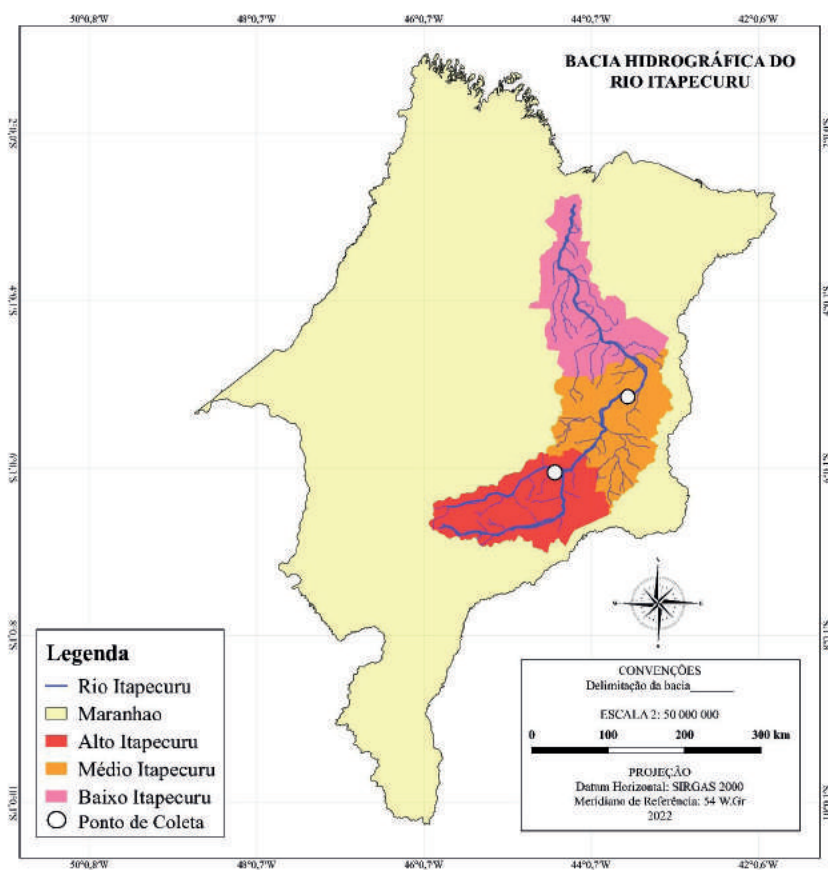 50°0,8'W 48°0,7'W 46°0,7'W 44°0,7'W 42°0,6'W
BACIA HIDROGRÁFICA DO
RIO ITAPECURU
Legenda
Rio Itapecuru
Maranhao
Alto Itapecuru
Médio Itapecuru
Baixo Itapecuru
Ponto de Coleta
CONVENÇÕES
Delimitação da bacia______
ESCALA 2: 50 000 000
0 100 200 300 km
PROJEÇÃO
Datum Horizontal: SIRGAS 2000
Meridiano de Referência: 54 W.Gr
2022
50°0,8'W 48°0,7'W 46°0,7'W 44°0,7'W 42°0,6'W